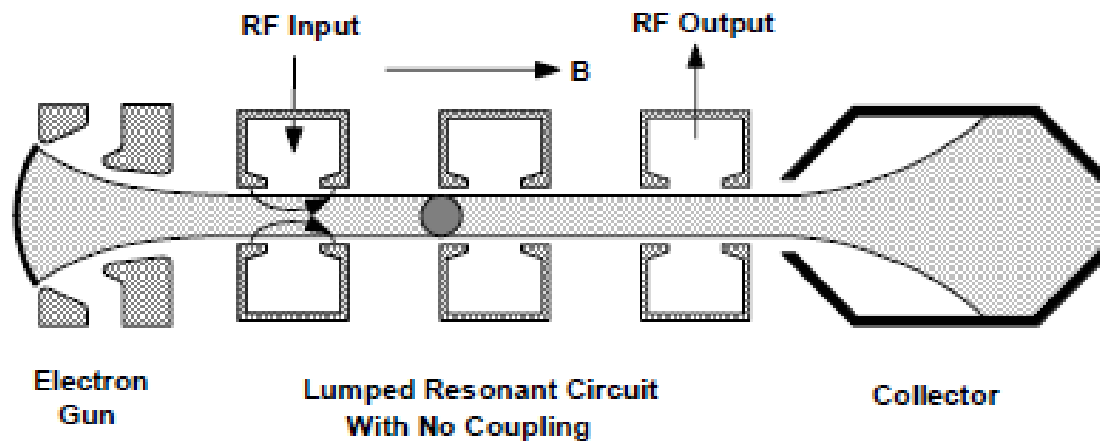 RF Input
RF Output
B
Electron
Gun
Lumped Resonant Circuit
With No Coupling
Collector